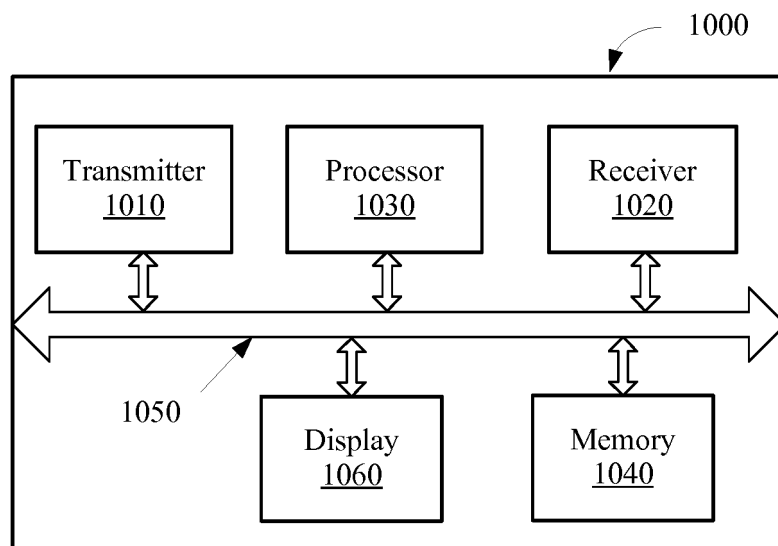 1000
Transmitter
1010
Processor
1030
Receiver
1020
1050
Display
1060
Memory
1040